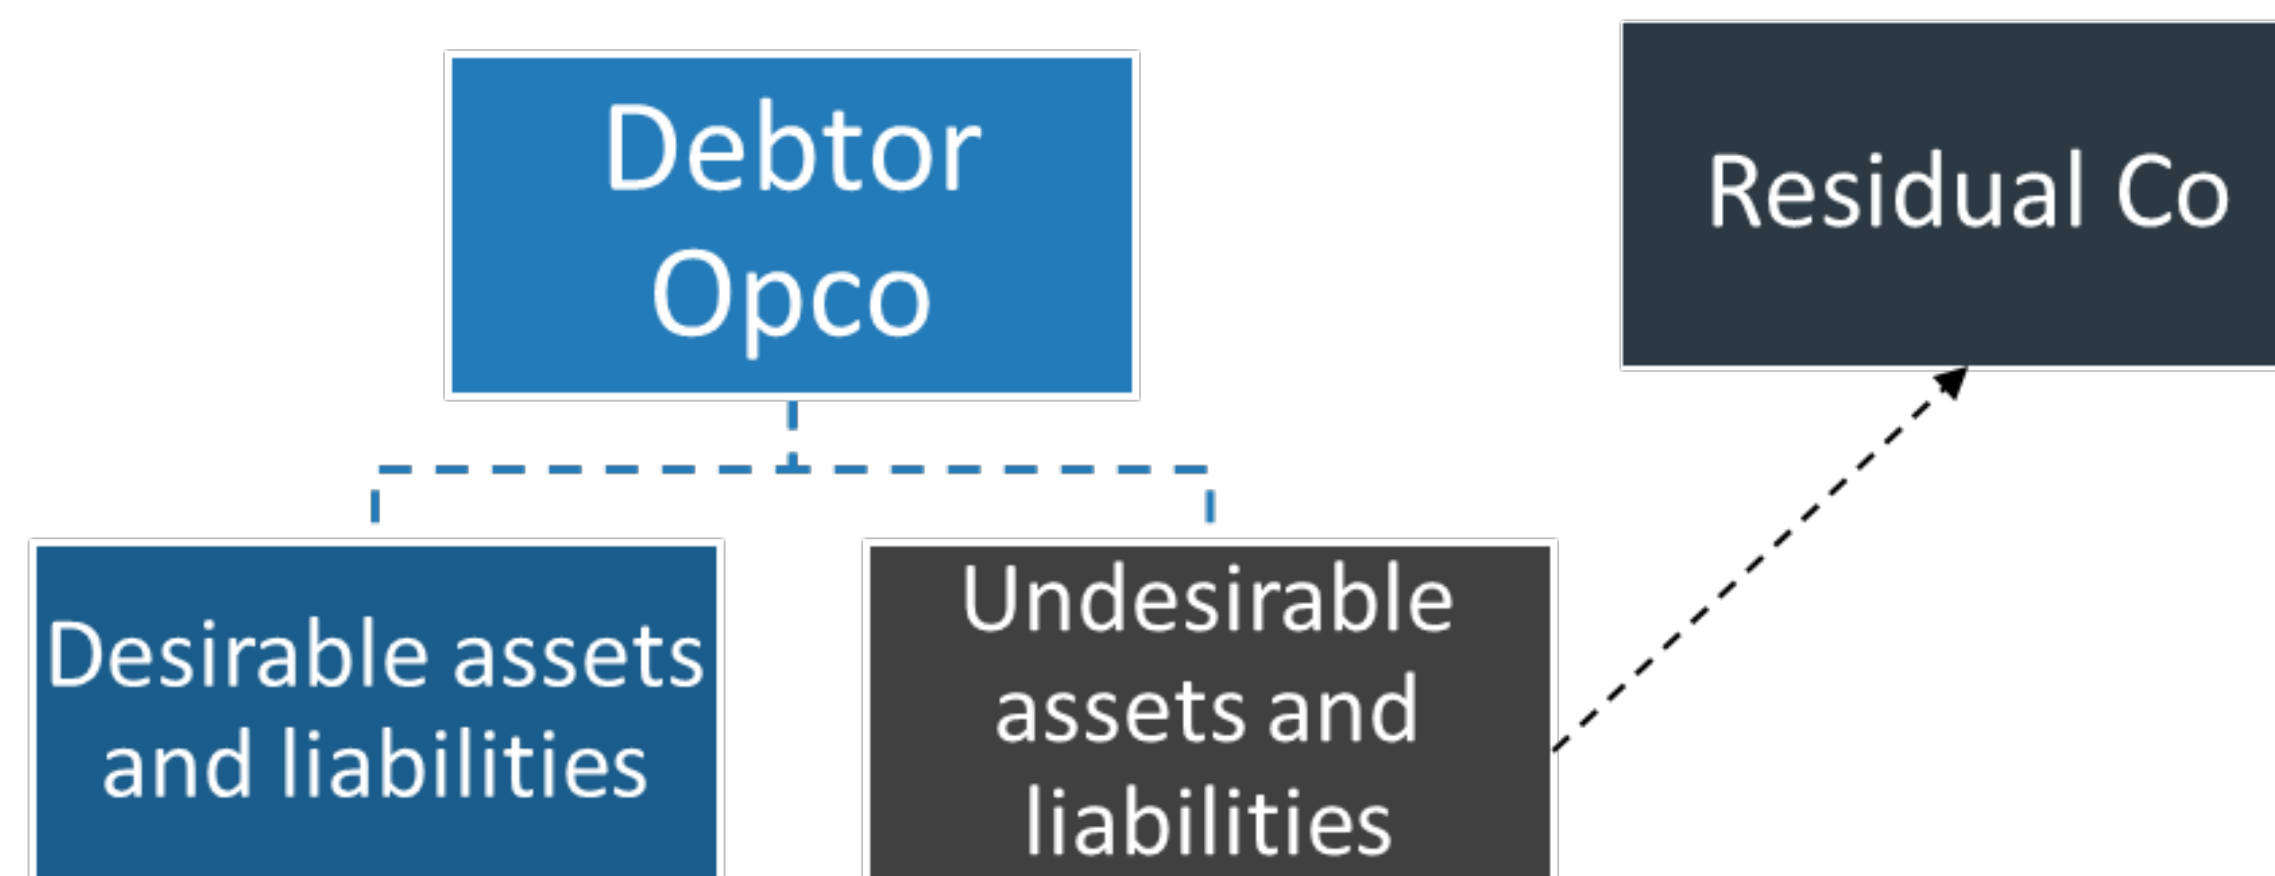 Debtor
Opco
Residual Co
Desirable assets
and liabilities
Undesirable
assets and
liabilities